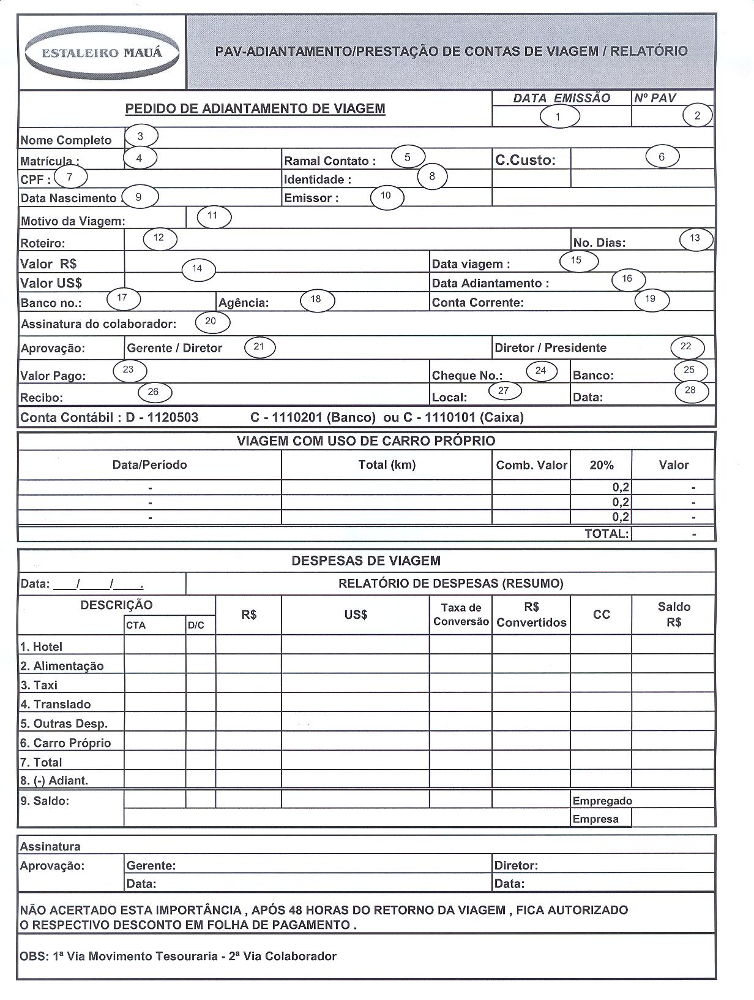 ESTALEIRO MAUÁ
PAV-ADIANTAMENTO/PRESTAÇÃO DE CONTAS DE VIAGEM / RELATÓRIO
PEDIDO DE ADIANTAMENTO DE VIAGEM
DATA EMISSÃO Nº PAV
1 2
Nome Completo 3
Matrícula : 4 Ramal Contato : 5 C.Custo: 6
CPF : 7 Identidade : 8
Data Nascimento : 9 Emissor : 10
Motivo da Viagem: 11
Roteiro: 12 No. Dias: 13
Valor R$ 14 Data viagem : 15
Valor US$ Data Adiantamento : 16
Banco no.: 17 Agência: 18 Conta Corrente: 19
Assinatura do colaborador: 20
Aprovação: Gerente / Diretor 21 Diretor / Presidente 22
Valor Pago: 23 Cheque No.: 24 Banco: 25
Recibo: 26 Local: 27 Data: 28
Conta Contábil : D - 1120503 C - 1110201 (Banco) ou C - 1110101 (Caixa)
VIAGEM COM USO DE CARRO PRÓPRIO
Data/Período Total (km) Comb. Valor 20% Valor
- 0,2 -
- 0,2 -
- 0,2 -
TOTAL: -
DESPESAS DE VIAGEM
Data: ___/____/____. RELATÓRIO DE DESPESAS (RESUMO)
DESCRIÇÃO R$ US$ Taxa de Conversão R$ Convertidos CC Saldo R$
CTA D/C
1. Hotel
2. Alimentação
3. Taxi
4. Translado
5. Outras Desp.
6. Carro Próprio
7. Total
8. (-) Adiant.
9. Saldo: Empregado
Empresa
Assinatura
Aprovação: Gerente: Diretor:
Data: Data:
NÃO ACERTADO ESTA IMPORTÂNCIA , APÓS 48 HORAS DO RETORNO DA VIAGEM , FICA AUTORIZADO
O RESPECTIVO DESCONTO EM FOLHA DE PAGAMENTO .
OBS: 1ª Via Movimento Tesouraria - 2ª Via Colaborador